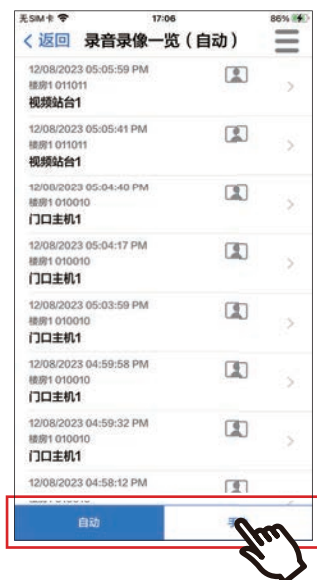 无SIM卡 17:06 86%
返回 录音录像一览（自动）
12/08/2023 05:05:59 PM
楼房1 011011
视频站台1
12/08/2023 05:05:41 PM
楼房1 011011
视频站台1
12/08/2023 05:04:40 PM
楼房1 010010
门口主机1
12/08/2023 05:04:17 PM
楼房1 010010
门口主机1
12/08/2023 05:03:59 PM
楼房1 010010
门口主机1
12/08/2023 04:59:58 PM
楼房1 010010
门口主机1
12/08/2023 04:59:32 PM
楼房1 010010
门口主机1
12/08/2023 04:58:12 PM
自动